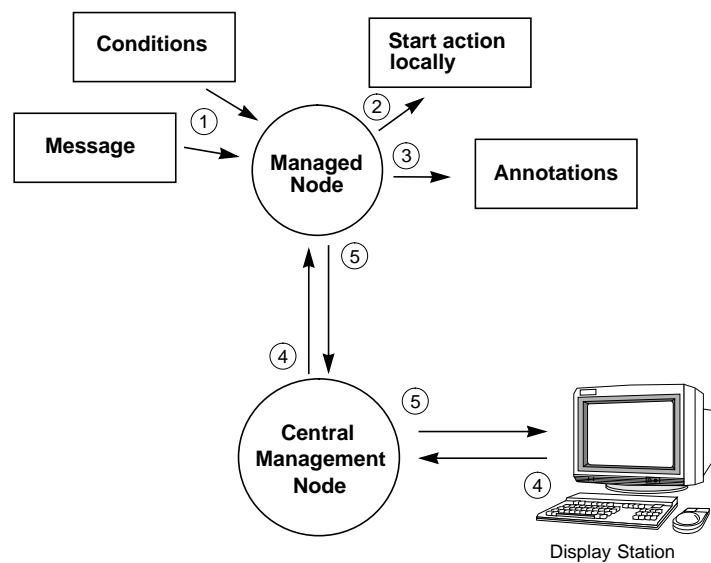 Conditions
Start action
locally
②
①
Message
Managed
Node
③
Annotations
⑤
④
⑤
Central
Management
Node
④
Display Station